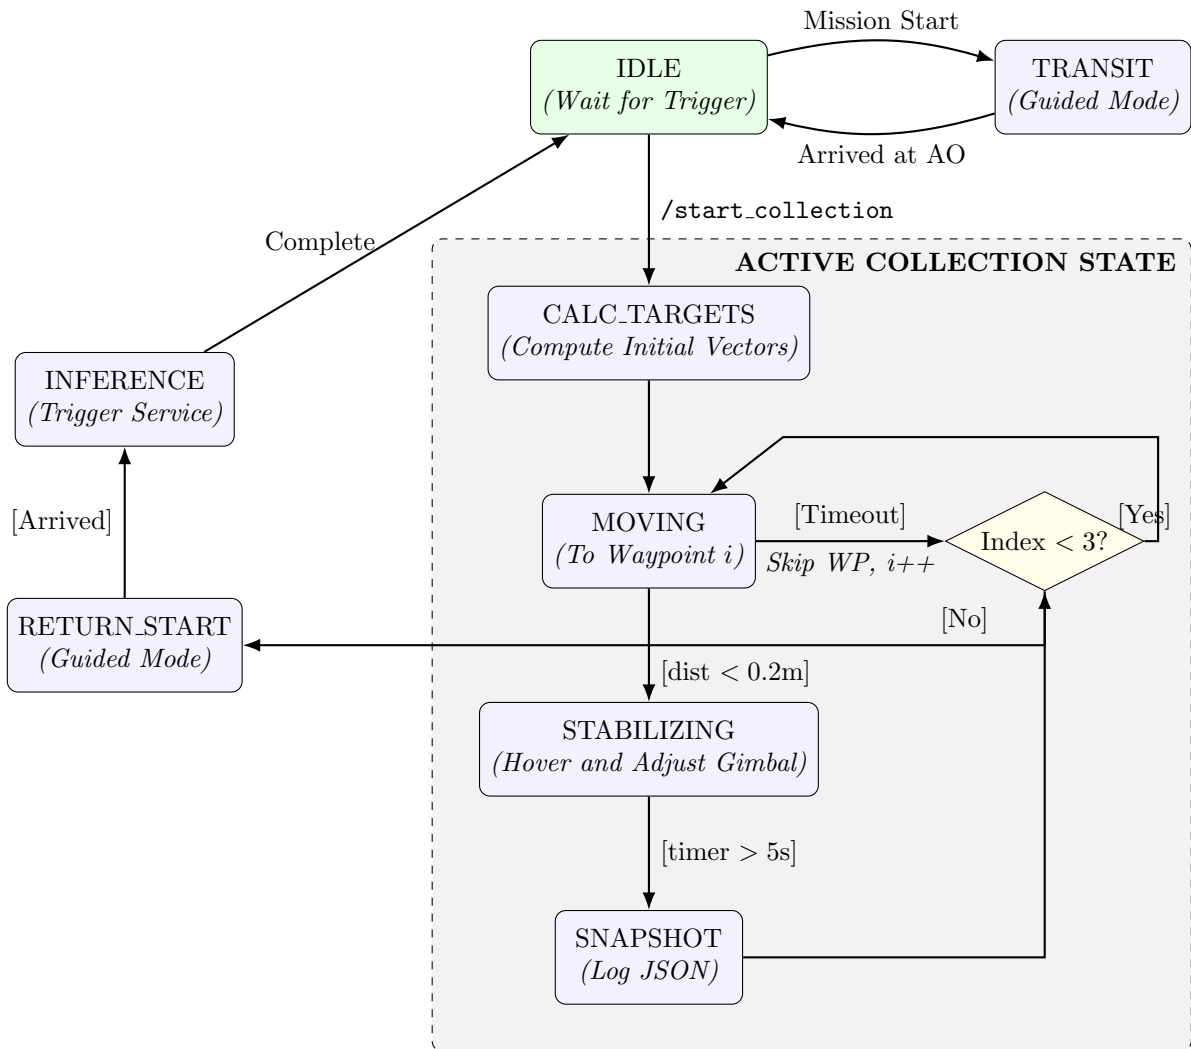 Mission Start
IDLE
(Wait for Trigger)
TRANSIT
(Guided Mode)
Arrived at AO
/start_collection
Complete
ACTIVE COLLECTION STATE
CALC_TARGETS
(Compute Initial Vectors)
INFERENCE
(Trigger Service)
[Arrived]
MOVING
(To Waypoint i)
[Timeout]
Skip WP, i++
Index < 3?
[Yes]
[No]
RETURN_START
(Guided Mode)
[dist < 0.2m]
STABILIZING
(Hover and Adjust Gimbal)
[timer > 5s]
SNAPSHOT
(Log JSON)